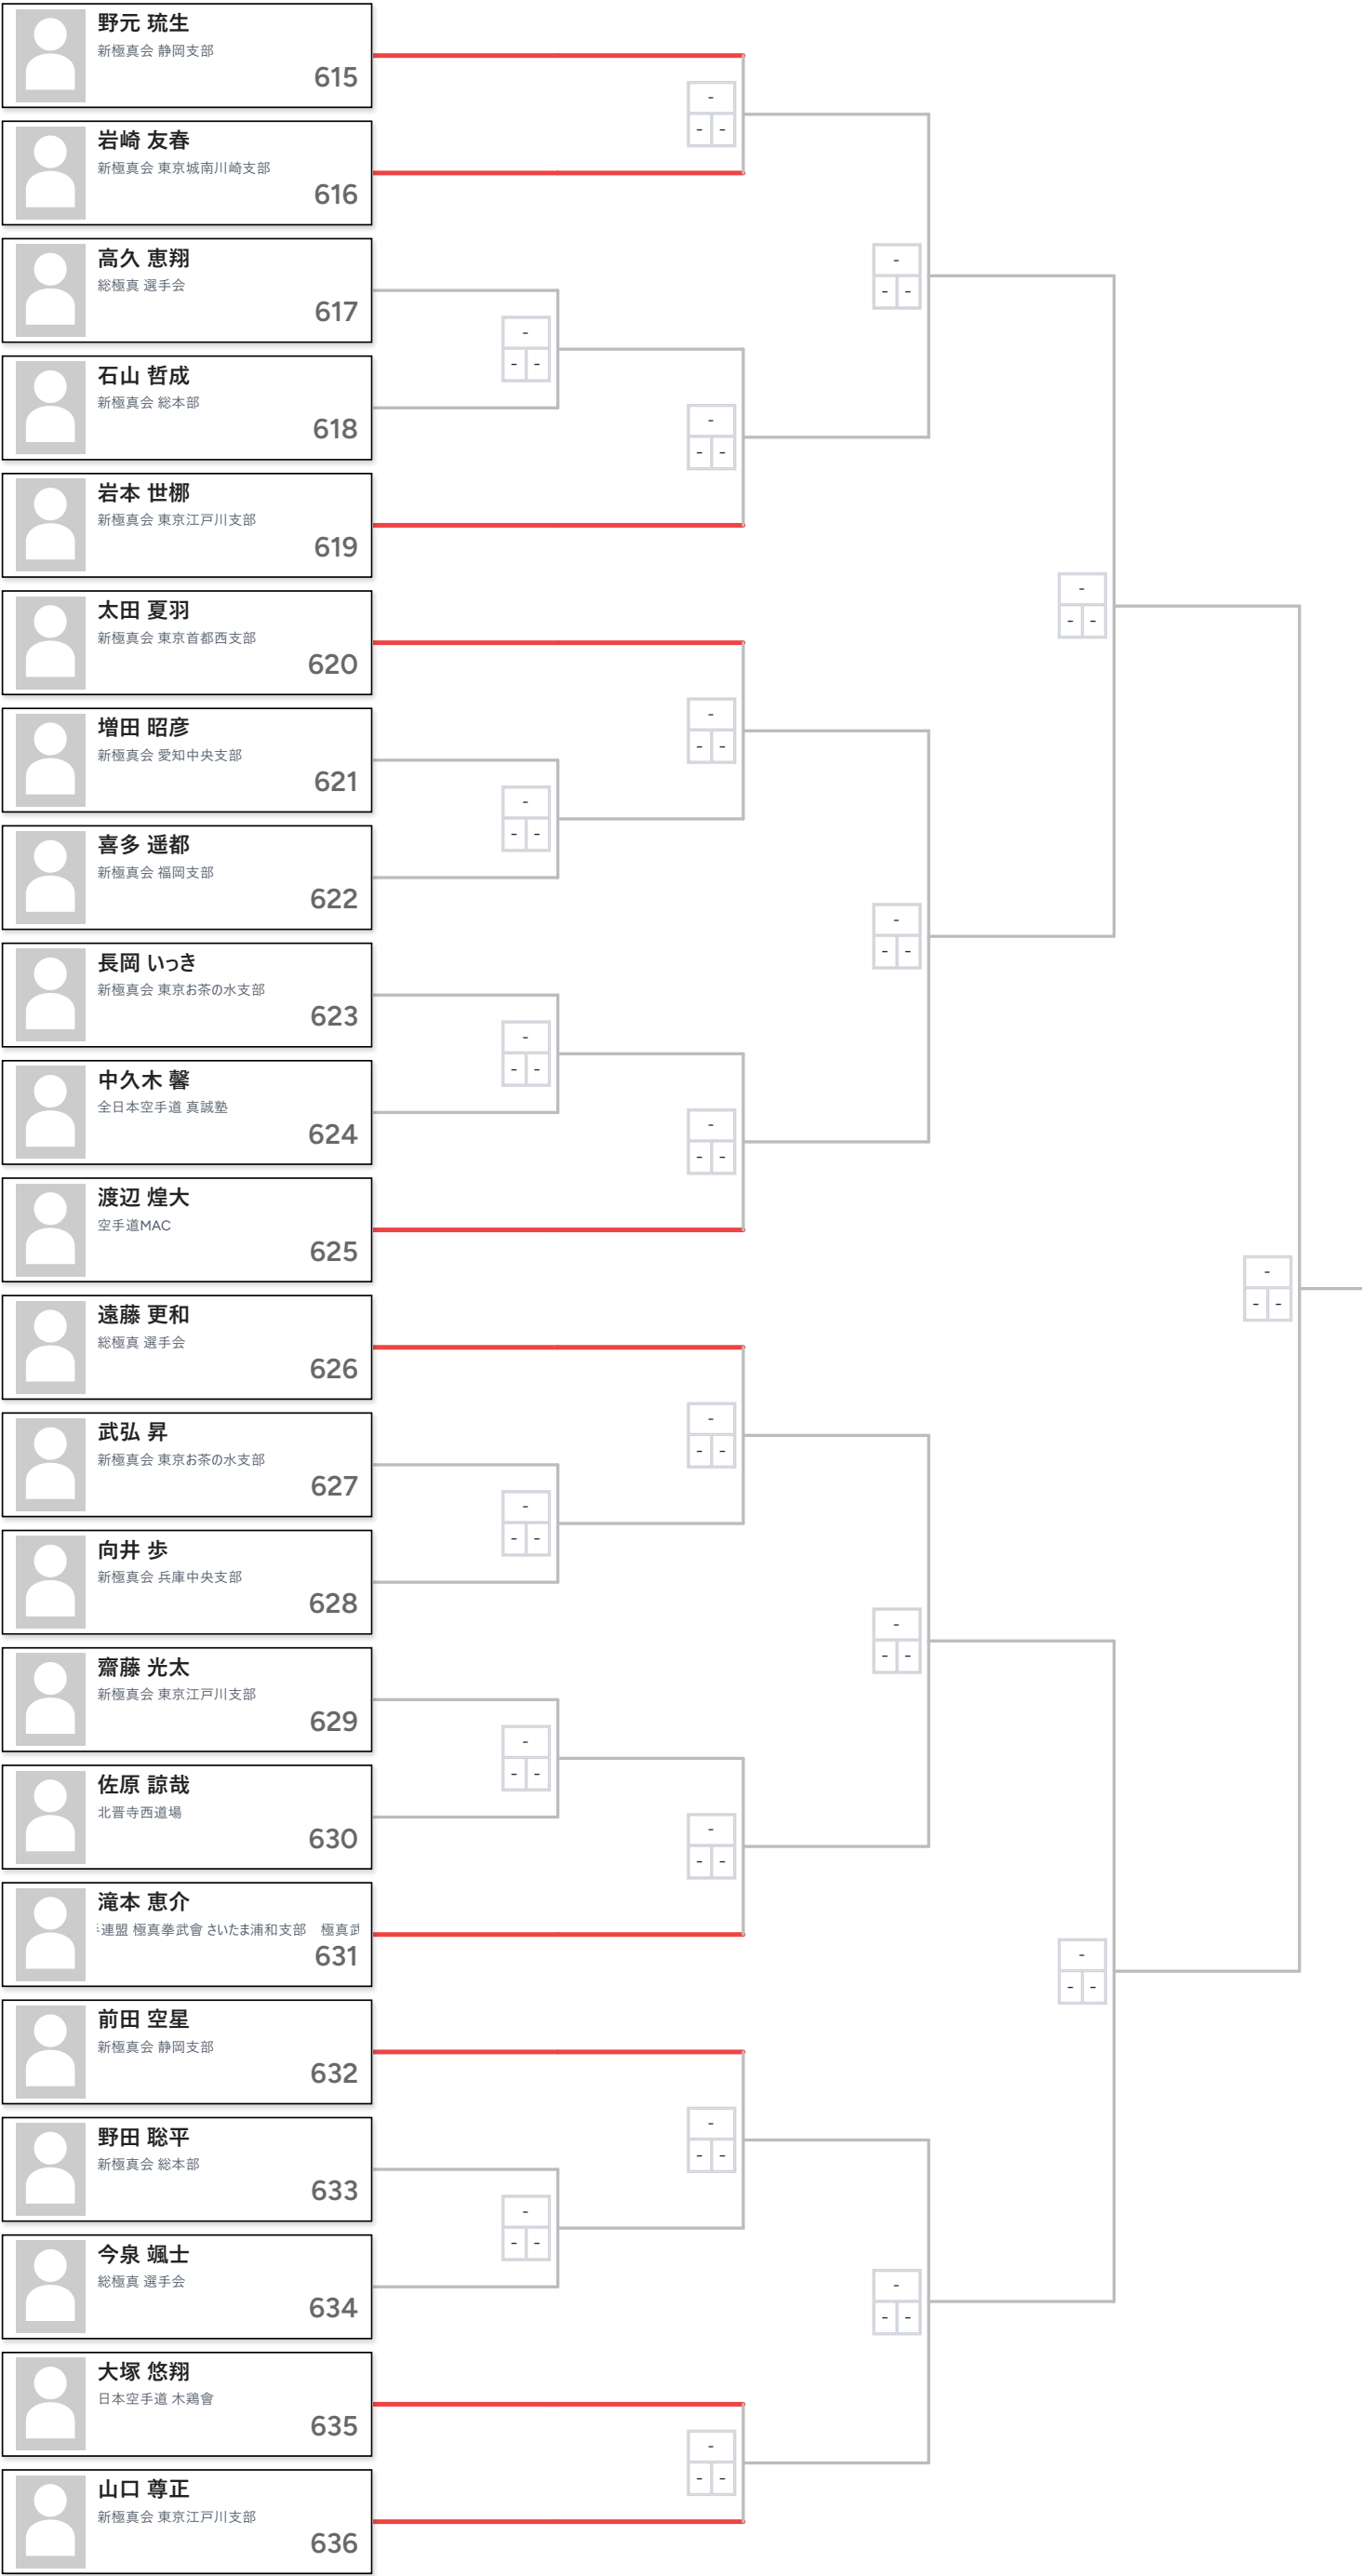 野元 琉生
新極真会 静岡支部
615
岩崎 友春
新極真会 東京城南川崎支部
616
高久 恵翔
総極真 選手会
617
石山 哲成
新極真会 総本部
618
岩本 世梛
新極真会 東京江戸川支部
619
太田 夏羽
新極真会 東京首都西支部
620
増田 昭彦
新極真会 愛知中央支部
621
喜多 遥都
新極真会 福岡支部
622
長岡 いっき
新極真会 東京お茶の水支部
623
中久木 馨
全日本空手道 真誠塾
624
渡辺 煌大
空手道MAC
625
遠藤 更和
総極真 選手会
626
武弘 昇
新極真会 東京お茶の水支部
627
向井 歩
新極真会 兵庫中央支部
628
齋藤 光太
新極真会 東京江戸川支部
629
佐原 諒哉
北晋寺西道場
630
滝本 恵介
連盟 極真拳武會 さいたま浦和支部　極真武
631
前田 空星
新極真会 静岡支部
632
野田 聡平
新極真会 総本部
633
今泉 颯士
総極真 選手会
634
大塚 悠翔
日本空手道 木鶏會
635
山口 尊正
新極真会 東京江戸川支部
636